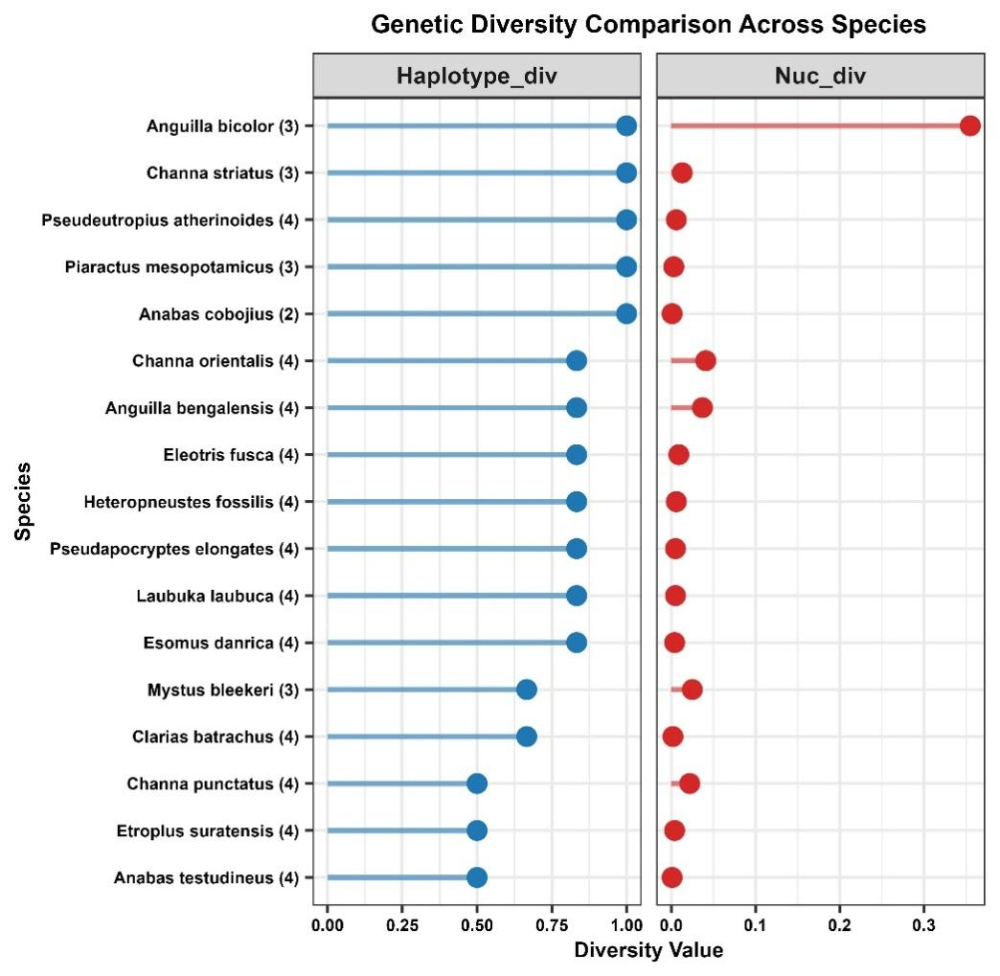 Genetic Diversity Comparison Across Species
Haplotype_div
Nuc_div
Species
Anguilla bicolor (3)
Channa striatus (3)
Pseudeutropius atherinoides (4)
Piaractus mesopotamicus (3)
Anabas cobojius (2)
Channa orientalis (4)
Anguilla bengalensis (4)
Eleotris fusca (4)
Heteropneustes fossilis (4)
Pseudapocryptes elongates (4)
Laubuka laubuca (4)
Esomus danrica (4)
Mystus bleekeri (3)
Clarias batrachus (4)
Channa punctatus (4)
Etroplus suratensis (4)
Anabas testudineus (4)
0.00 0.25 0.50 0.75 1.00 0.0 0.1 0.2 0.3
Diversity Value